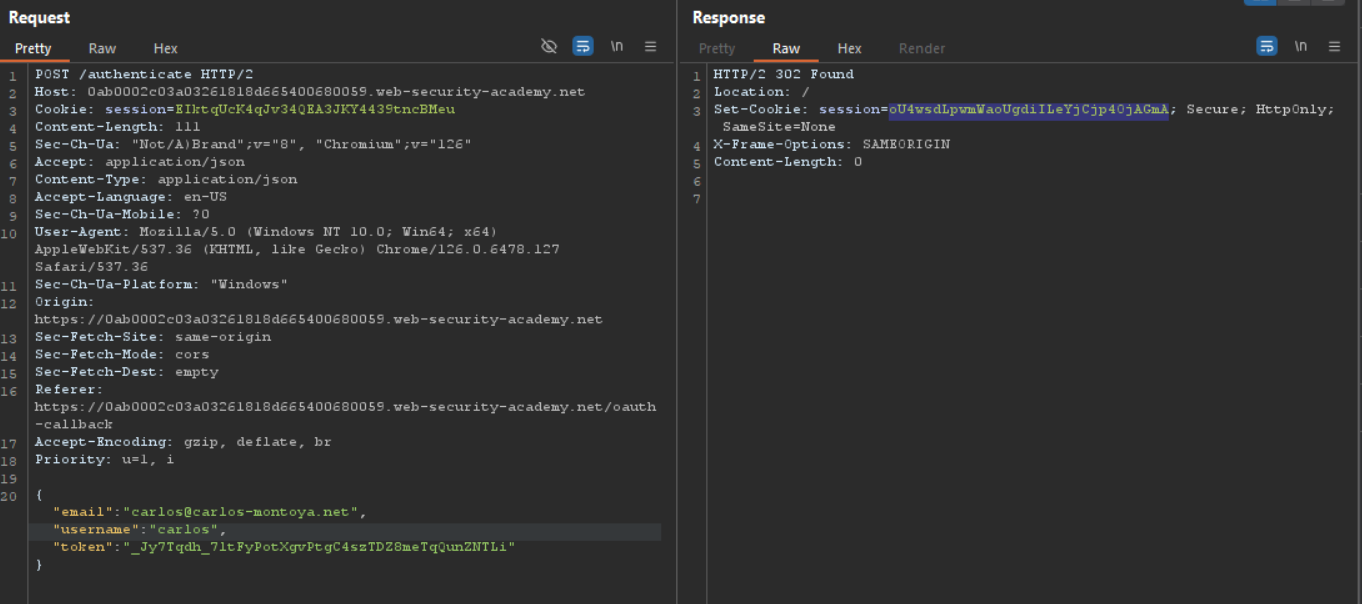 Request
Pretty Raw Hex \n
1 POST /authenticate HTTP/2
2 Host: 0ab0002c03a03261818d665400680059.web-security-academy.net
3 Cookie: session=EIktqUcK4qJv34QEA3JKY4439tncBMeu
4 Content-Length: 111
5 Sec-Ch-Ua: "Not/A)Brand";v="8", "Chromium";v="126"
6 Accept: application/json
7 Content-Type: application/json
8 Accept-Language: en-US
9 Sec-Ch-Ua-Mobile: ?0
10 User-Agent: Mozilla/5.0 (Windows NT 10.0; Win64; x64)
AppleWebKit/537.36 (KHTML, like Gecko) Chrome/126.0.6478.127
Safari/537.36
11 Sec-Ch-Ua-Platform: "Windows"
12 Origin:
https://0ab0002c03a03261818d665400680059.web-security-academy.net
13 Sec-Fetch-Site: same-origin
14 Sec-Fetch-Mode: cors
15 Sec-Fetch-Dest: empty
16 Referer:
https://0ab0002c03a03261818d665400680059.web-security-academy.net/oauth
-callback
17 Accept-Encoding: gzip, deflate, br
18 Priority: u=1, i
19
20 {
"email":"carlos@carlos-montoya.net",
"username":"carlos",
"token":"_Jy7Tqdh_7ltFyPotXgvPtgC4szTDZ8meTqQunZNTLi"
}
Response
Pretty Raw Hex Render \n
1 HTTP/2 302 Found
2 Location: /
3 Set-Cookie: session=oU4wsdLpwmWaoUgdiILeYjCjp4OjAGmA; Secure; HttpOnly;
SameSite=None
4 X-Frame-Options: SAMEORIGIN
5 Content-Length: 0
6
7